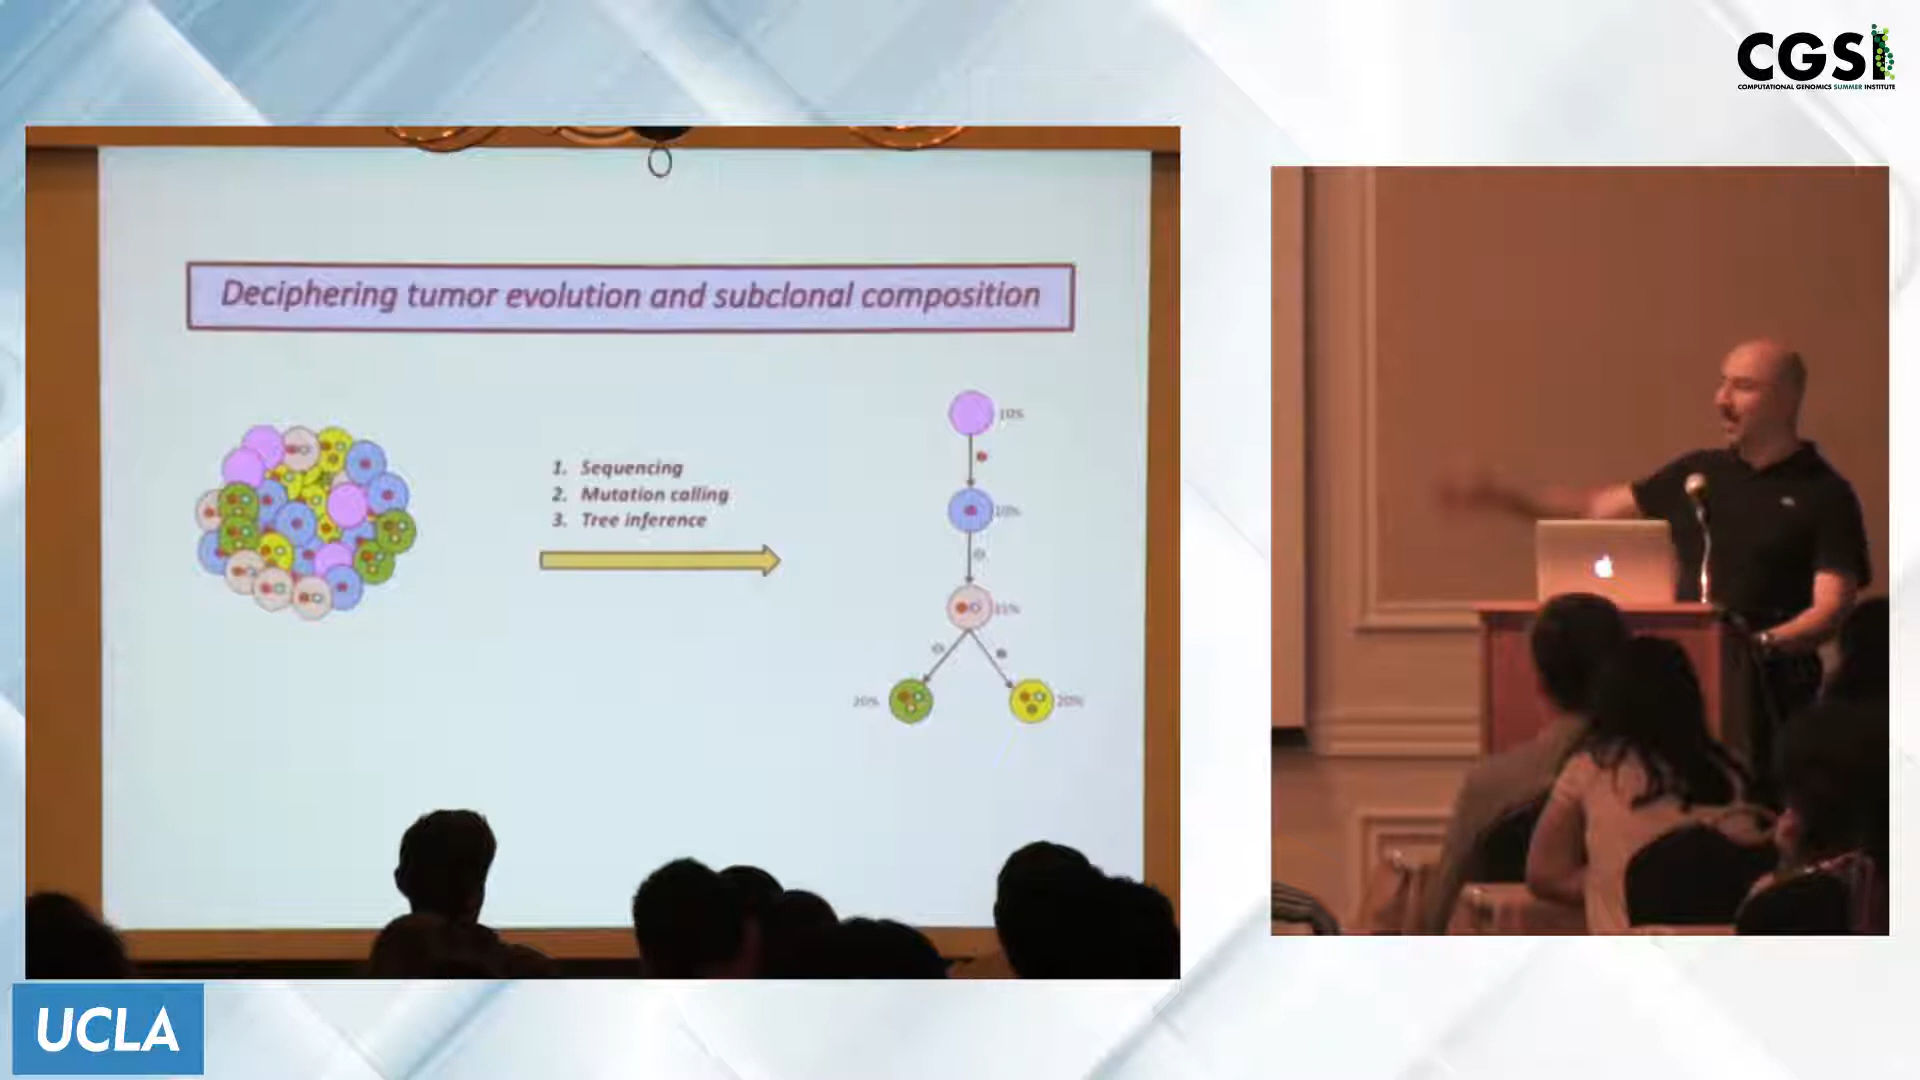 CGSI
COMPUTATIONAL GENOMICS SUMMER INSTITUTE
Deciphering tumor evolution and subclonal composition
1. Sequencing
2. Mutation calling
3. Tree inference
10%
20%
20%
UCLA